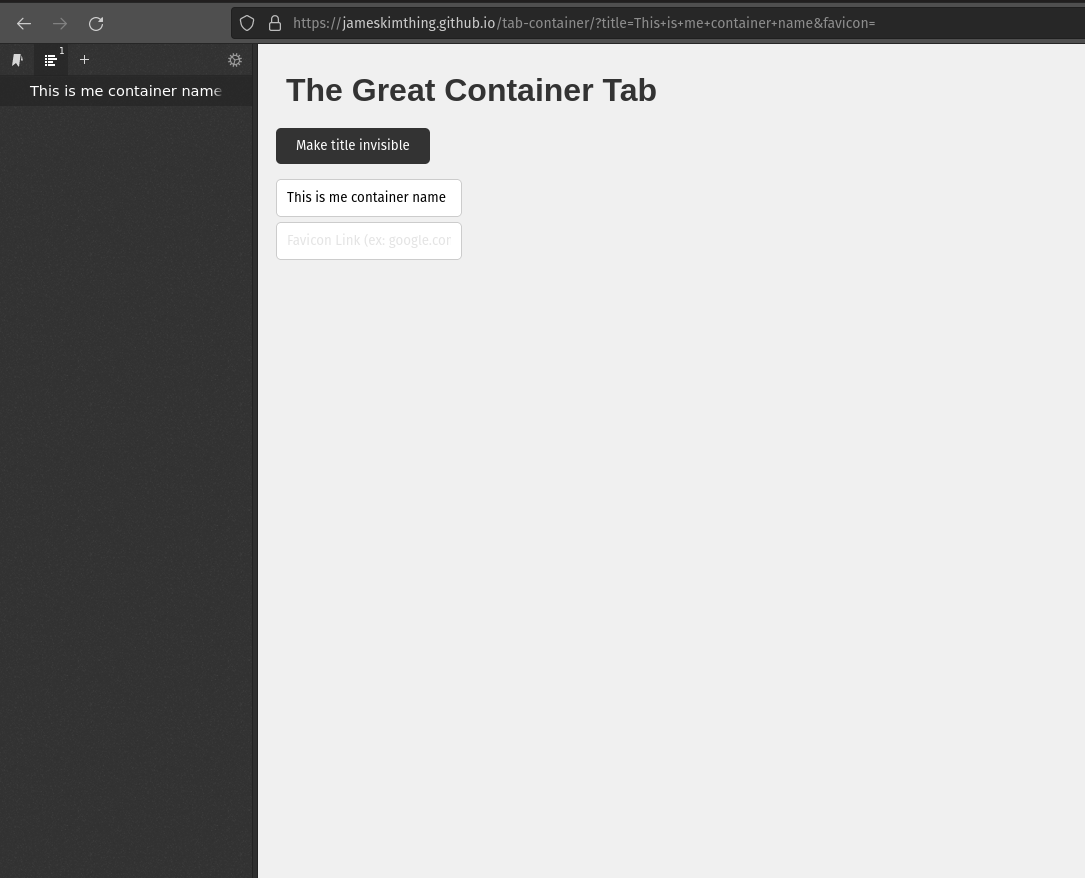 https://jameskimthing.github.io/tab-container/?title=This+is+me+container+name&favicon=
1
This is me container name
The Great Container Tab
Make title invisible
This is me container name
Favicon Link (ex: google.cor